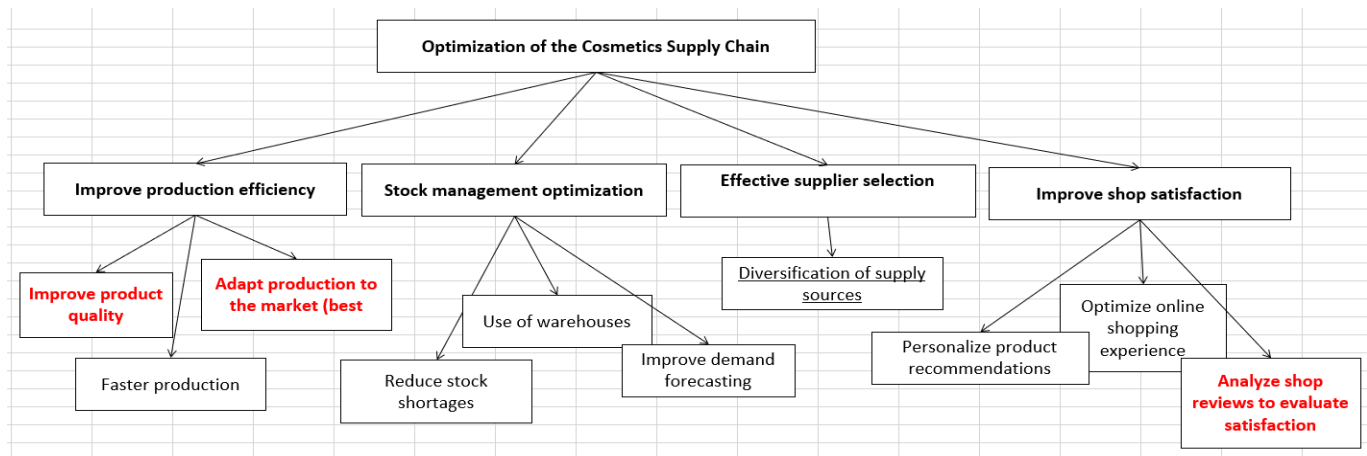 Optimization of the Cosmetics Supply Chain
Improve production efficiency
Stock management optimization
Effective supplier selection
Improve shop satisfaction
Improve product
quality
Adapt production to
the market (best
Faster production
Use of warehouses
Reduce stock
shortages
Improve demand
forecasting
Diversification of supply
sources
Personalize product
recommendations
Optimize online
shopping
experience
Analyze shop
reviews to evaluate
satisfaction